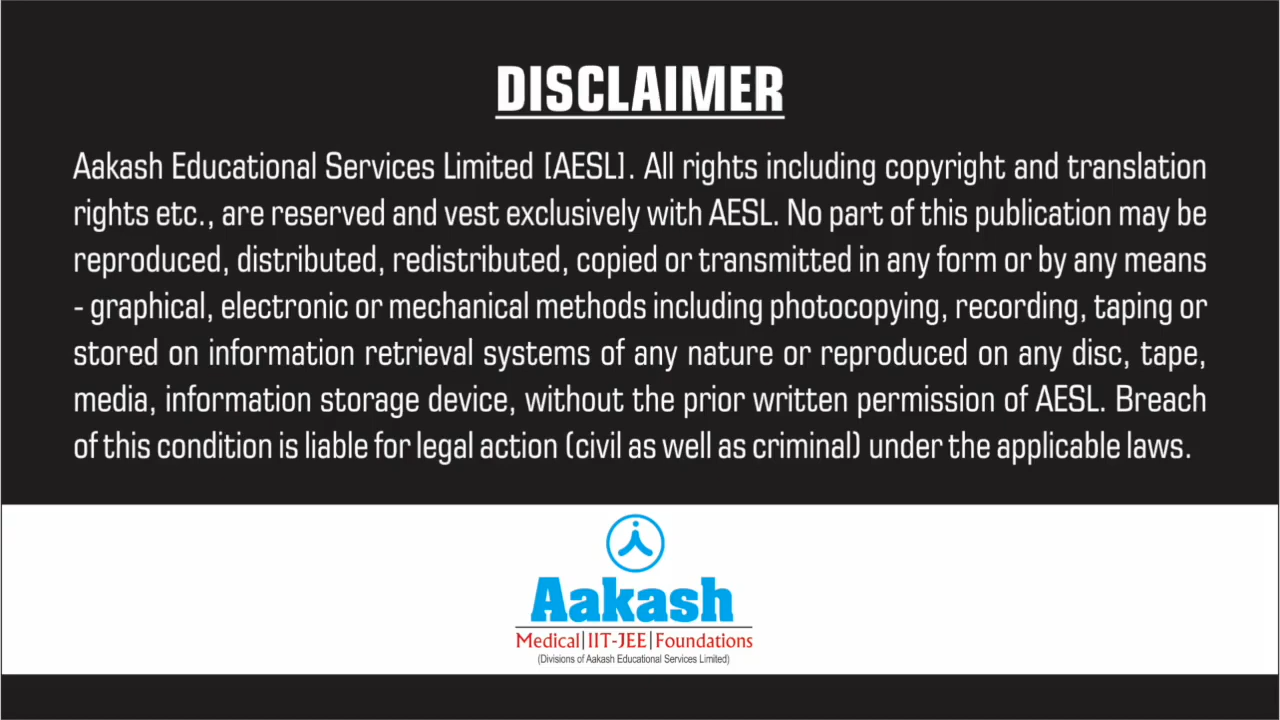 DISCLAIMER
Aakash Educational Services Limited [AESL]. All rights including copyright and translation
rights etc., are reserved and vest exclusively with AESL. No part of this publication may be
reproduced, distributed, redistributed, copied or transmitted in any form or by any means
- graphical, electronic or mechanical methods including photocopying, recording, taping or
stored on information retrieval systems of any nature or reproduced on any disc, tape,
media, information storage device, without the prior written permission of AESL. Breach
of this condition is liable for legal action (civil as well as criminal) under the applicable laws.
Aakash
Medical|IIT-JEE|Foundations
(Divisions of Aakash Educational Services Limited)